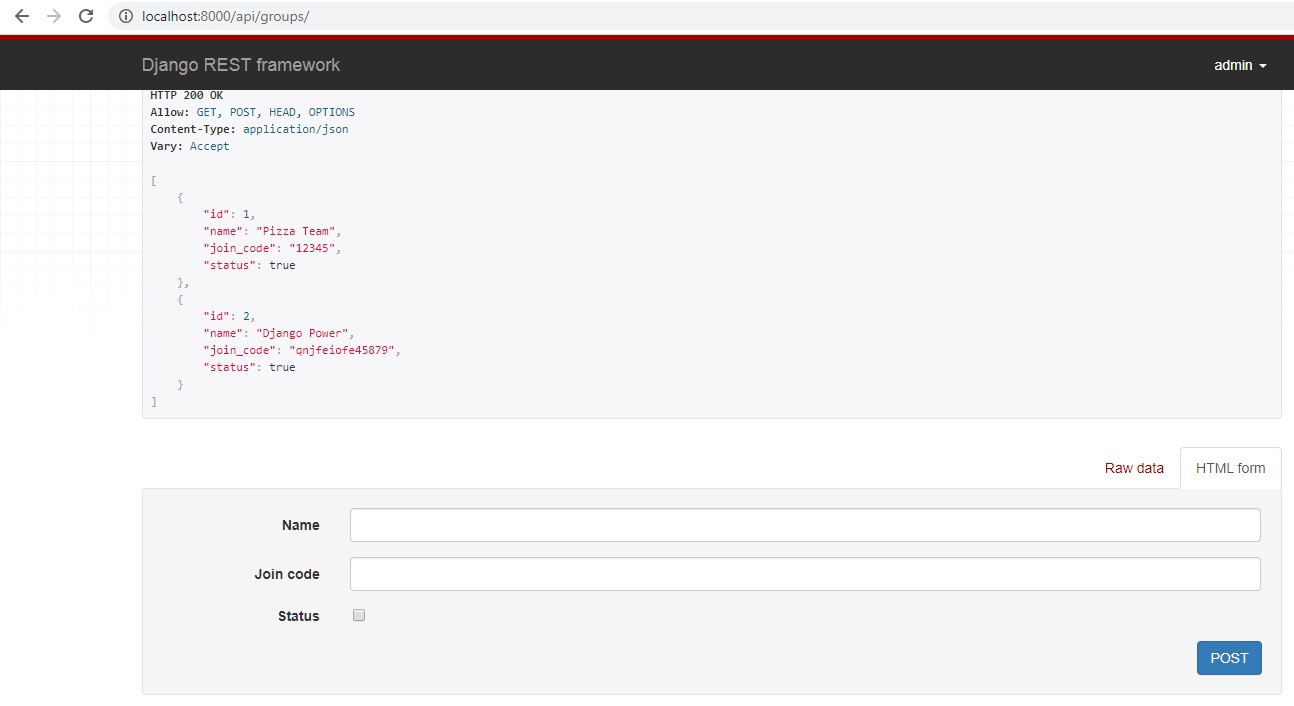 localhost:8000/api/groups/
Django REST framework
admin
HTTP 200 OK
Allow: GET, POST, HEAD, OPTIONS
Content-Type: application/json
Vary: Accept
[
    {
        "id": 1,
        "name": "Pizza Team",
        "join_code": "12345",
        "status": true
    },
    {
        "id": 2,
        "name": "Django Power",
        "join_code": "qnjfeiofe45879",
        "status": true
    }
]
Raw data
HTML form
Name
Join code
Status
POST